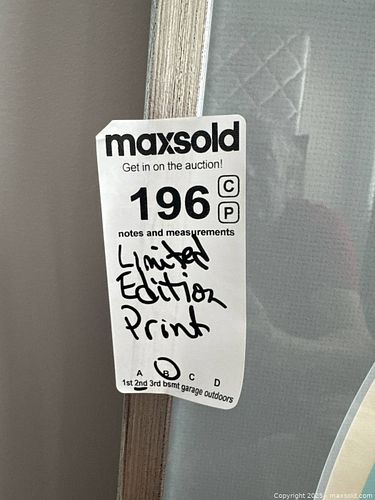 maxsold
Get in on the auction!
196 C
P
notes and measurements
Limited
Edition
Print
A B C D
1st 2nd 3rd bsmt garage outdoors
Copyright 2025 - maxsold.com